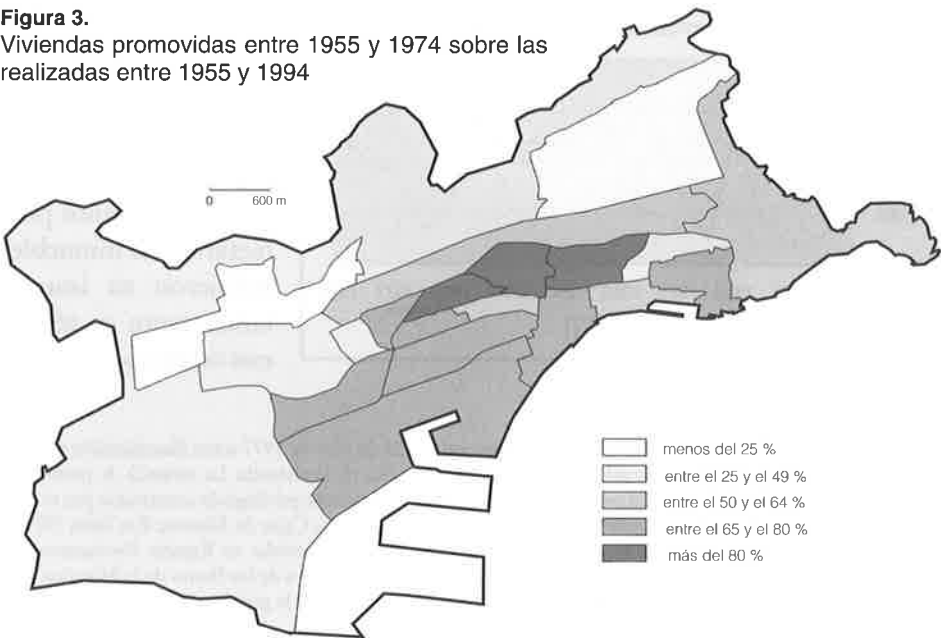 Figura 3.
Viviendas promovidas entre 1955 y 1974 sobre las
realizadas entre 1955 y 1994
0 600 m
menos del 25 %
entre el 25 y el 49 %
entre el 50 y el 64 %
entre el 65 y el 80 %
más del 80 %